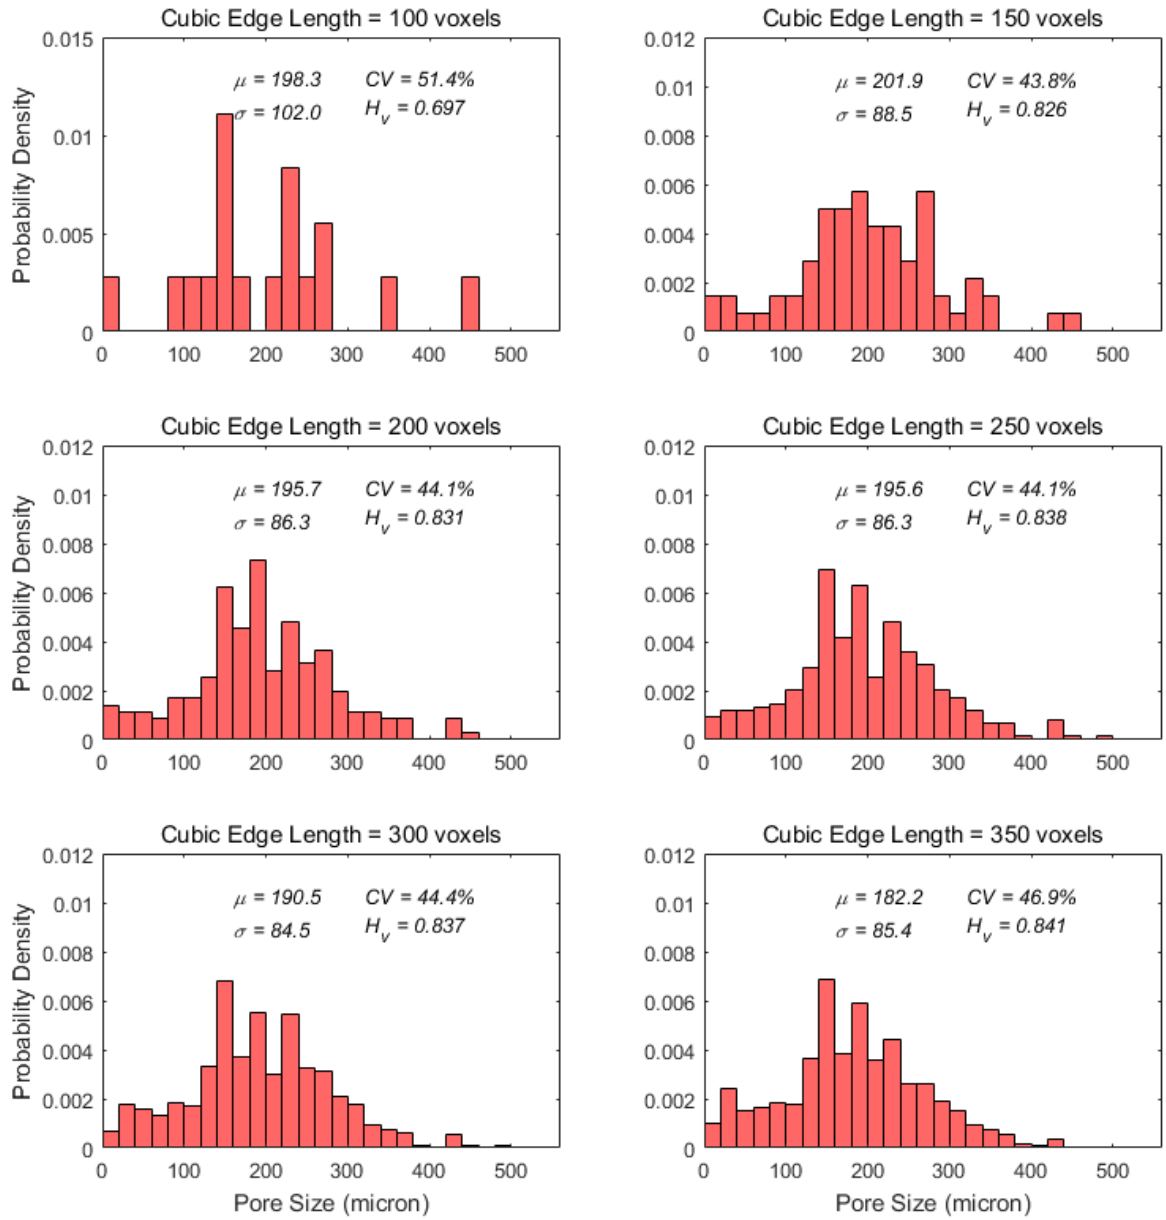 Cubic Edge Length = 100 voxels
0.015
0.01
0.005
0
Probability Density
μ = 198.3 CV = 51.4%
σ = 102.0 H_v = 0.697
0 100 200 300 400 500
Cubic Edge Length = 150 voxels
0.012
0.01
0.008
0.006
0.004
0.002
0
μ = 201.9 CV = 43.8%
σ = 88.5 H_v = 0.826
0 100 200 300 400 500
Cubic Edge Length = 200 voxels
0.012
0.01
0.008
0.006
0.004
0.002
0
Probability Density
μ = 195.7 CV = 44.1%
σ = 86.3 H_v = 0.831
0 100 200 300 400 500
Cubic Edge Length = 250 voxels
0.012
0.01
0.008
0.006
0.004
0.002
0
μ = 195.6 CV = 44.1%
σ = 86.3 H_v = 0.838
0 100 200 300 400 500
Cubic Edge Length = 300 voxels
0.012
0.01
0.008
0.006
0.004
0.002
0
Probability Density
μ = 190.5 CV = 44.4%
σ = 84.5 H_v = 0.837
0 100 200 300 400 500
Pore Size (micron)
Cubic Edge Length = 350 voxels
0.012
0.01
0.008
0.006
0.004
0.002
0
μ = 182.2 CV = 46.9%
σ = 85.4 H_v = 0.841
0 100 200 300 400 500
Pore Size (micron)